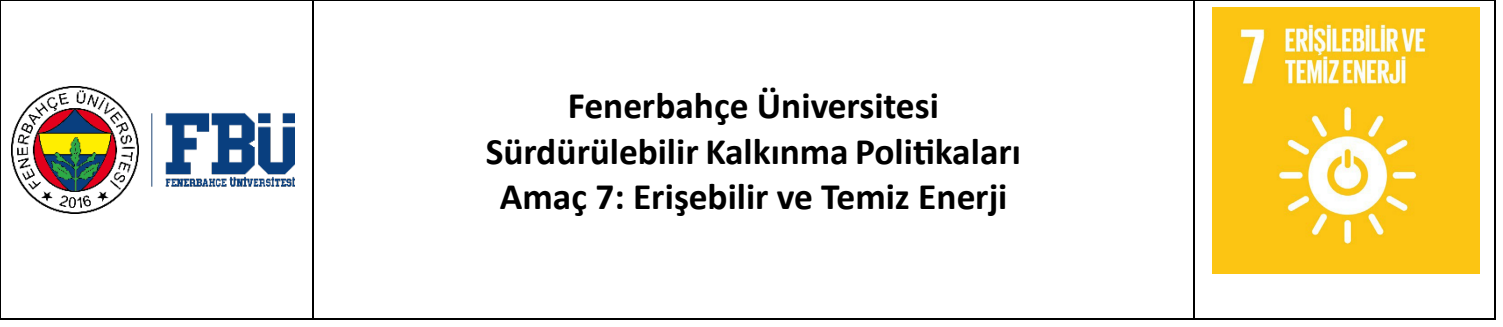 FENERBAHÇE ÜNİVERSİTESİ
2016
FBÜ
FENERBAHCE ÜNİVERSİTESİ
Fenerbahçe Üniversitesi
Sürdürülebilir Kalkınma Politikaları
Amaç 7: Erişebilir ve Temiz Enerji
7 ERİŞİLEBİLİR VE
TEMİZ ENERJİ